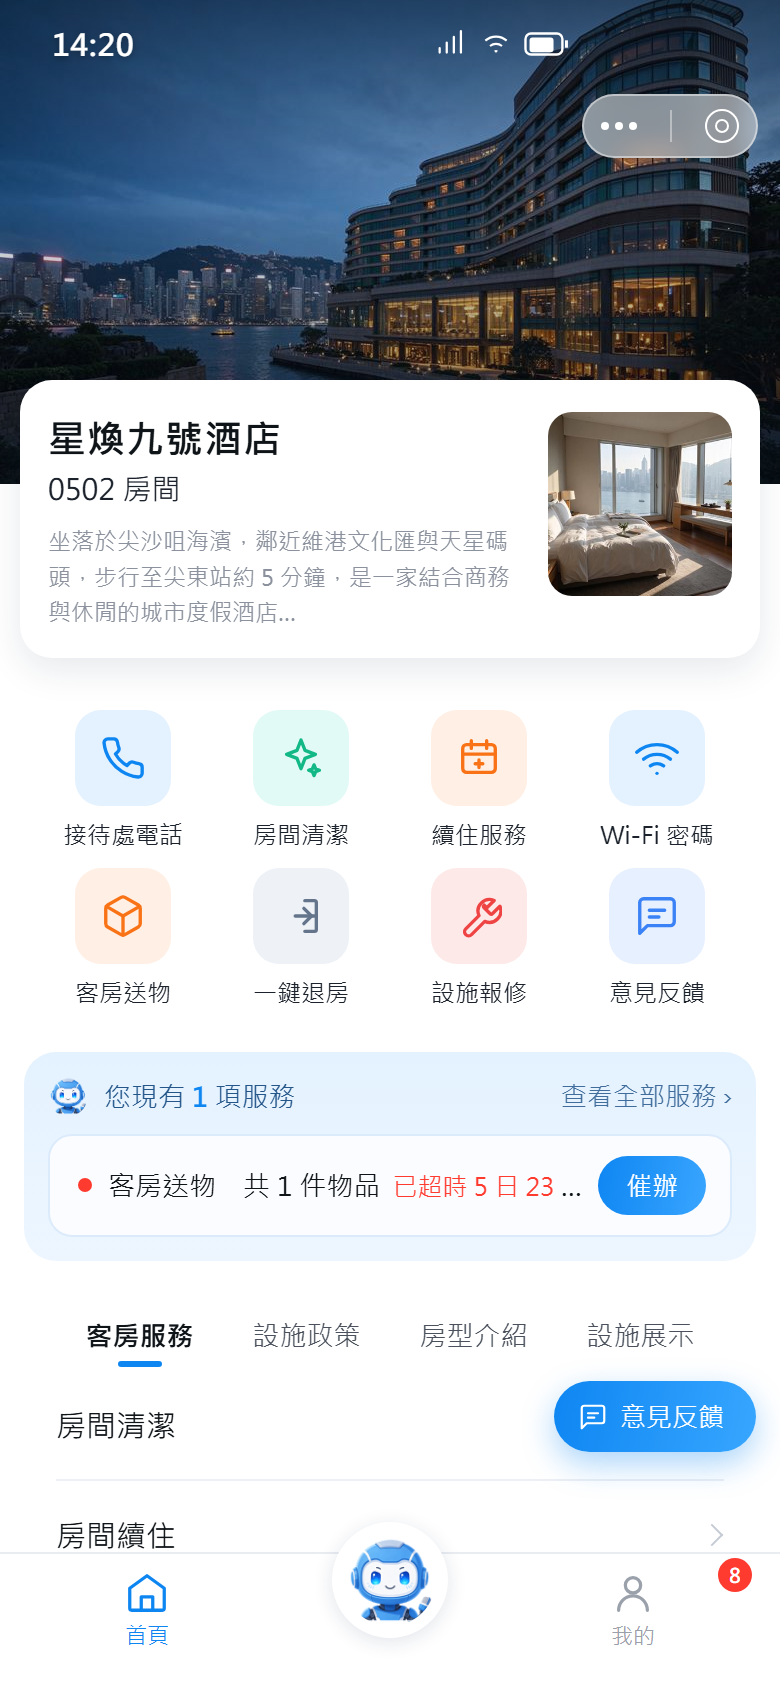 14:20
星煥九號酒店
0502 房間
坐落於尖沙咀海濱，鄰近維港文化匯與天星碼
頭，步行至尖東站約 5 分鐘，是一家結合商務
與休閒的城市度假酒店...
接待處電話
房間清潔
續住服務
Wi-Fi 密碼
客房送物
一鍵退房
設施報修
意見反饋
您現有 1 項服務
查看全部服務 ›
客房送物 共 1 件物品 已超時 5 日 23 ...
催辦
客房服務
設施政策
房型介紹
設施展示
房間清潔
意見反饋
房間續住
首頁
我的
8